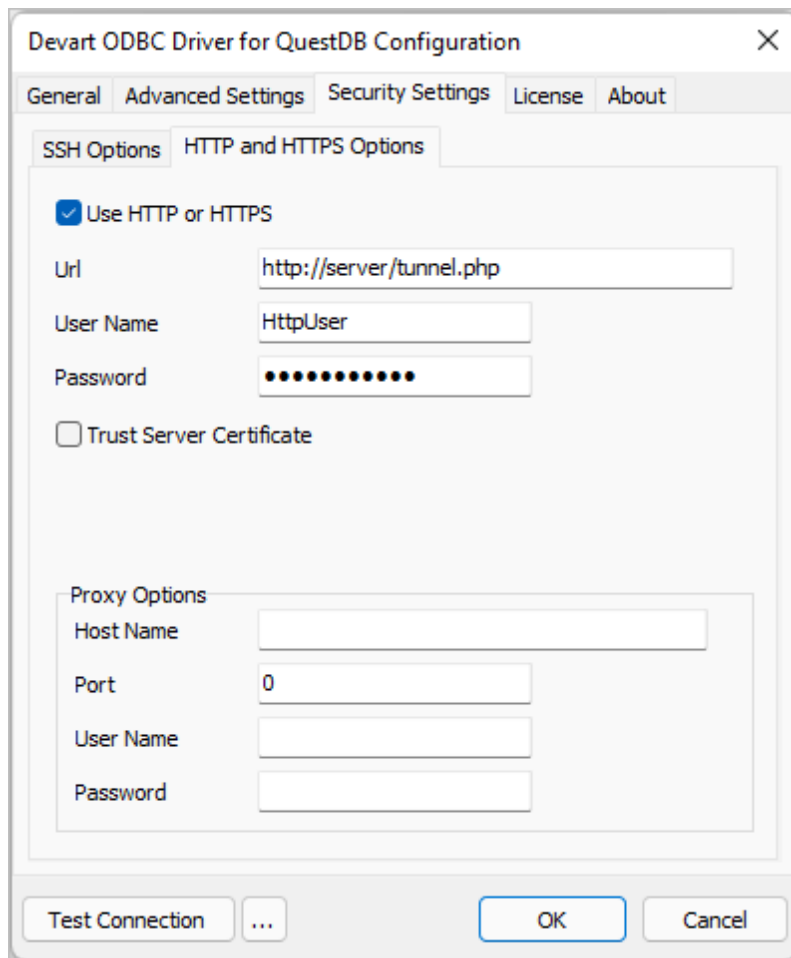 Devart ODBC Driver for QuestDB Configuration
General Advanced Settings Security Settings License About
SSH Options HTTP and HTTPS Options
Use HTTP or HTTPS
Url http://server/tunnel.php
User Name HttpUser
Password •••••••••••
Trust Server Certificate
Proxy Options
Host Name
Port 0
User Name
Password
Test Connection ... OK Cancel